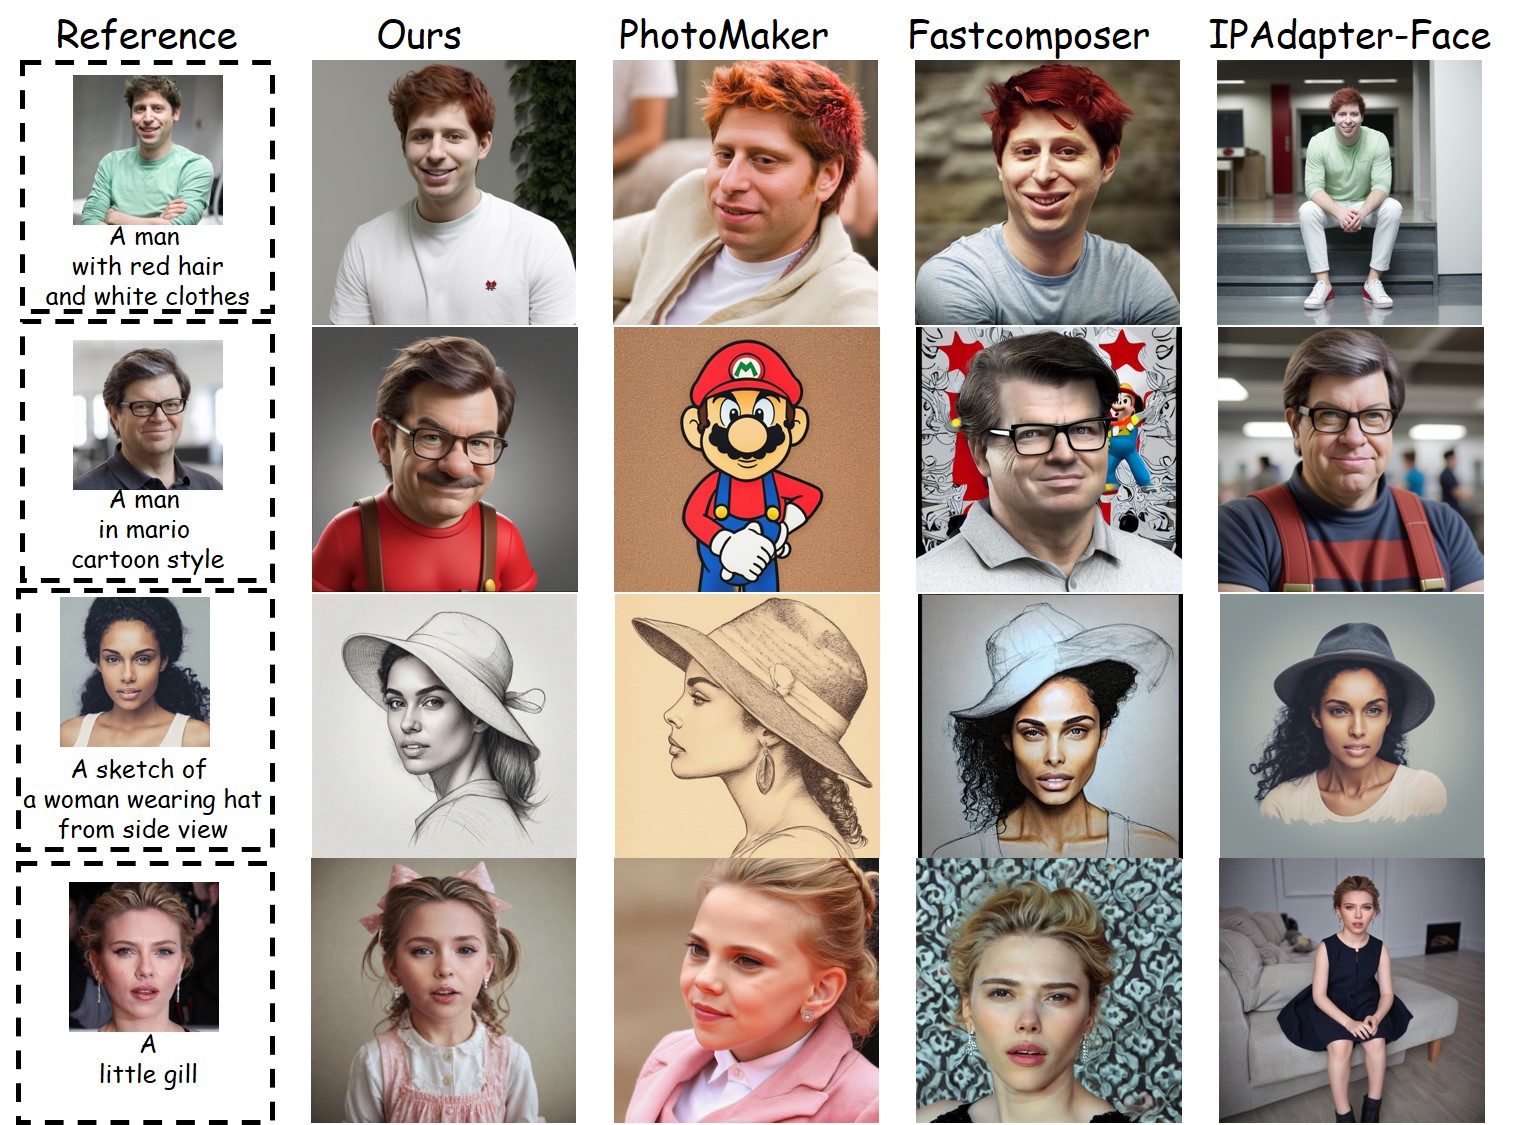 Reference Ours PhotoMaker Fastcomposer IPAdapter-Face
A man
with red hair
and white clothes
A man
in mario
cartoon style
M
A sketch of
a woman wearing hat
from side view
A
little gill